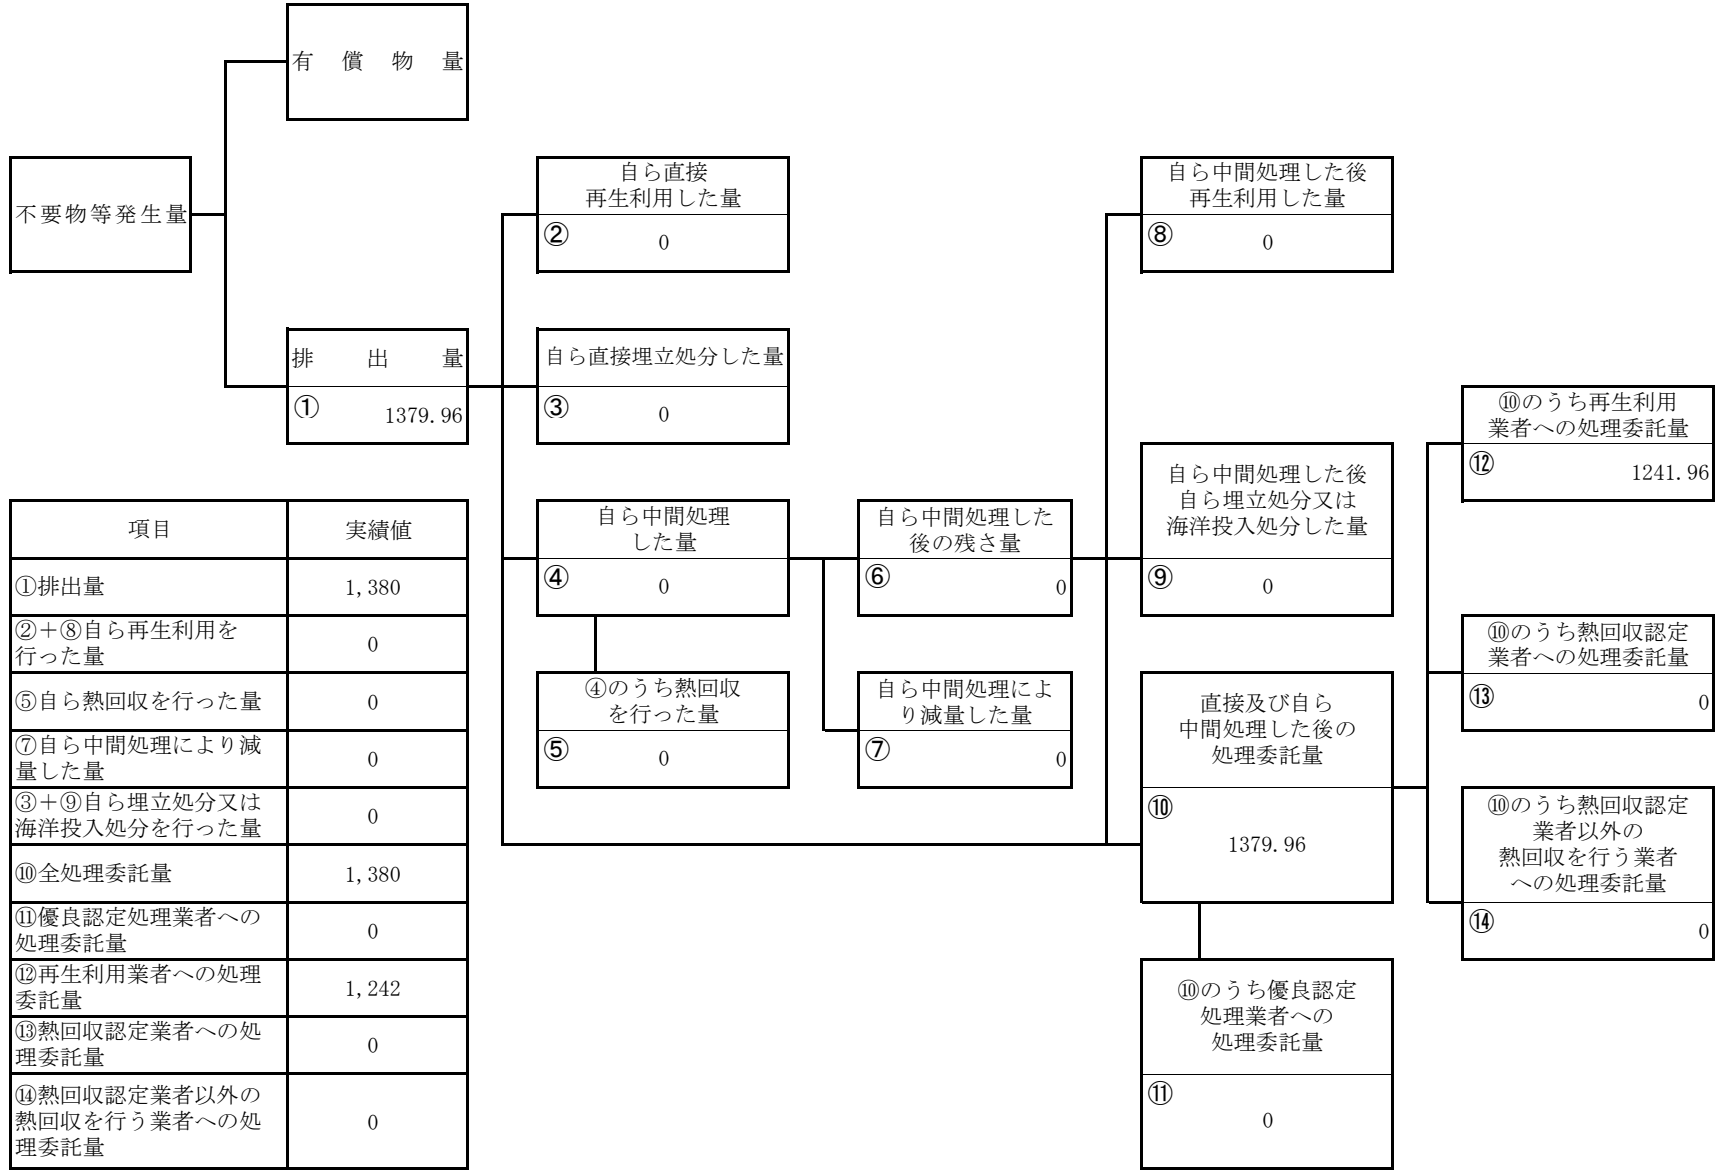 有償物量
不要物等発生量
排出量
① 1379.96
自ら直接
再生利用した量
② 0
自ら直接埋立処分した量
③ 0
自ら中間処理
した量
④ 0
④のうち熱回収
を行った量
⑤ 0
自ら中間処理した
後の残さ量
⑥ 0
自ら中間処理によ
り減量した量
⑦ 0
自ら中間処理した後
再生利用した量
⑧ 0
自ら中間処理した後
自ら埋立処分又は
海洋投入処分した量
⑨ 0
直接及び自ら
中間処理した後の
処理委託量
⑩
1379.96
⑩のうち優良認定
処理業者への
処理委託量
⑪
0
⑩のうち再生利用
業者への処理委託量
⑫ 1241.96
⑩のうち熱回収認定
業者への処理委託量
⑬ 0
⑩のうち熱回収認定
業者以外の
熱回収を行う業者
への処理委託量
⑭ 0
項目 実績値
①排出量 1,380
②＋⑧自ら再生利用を
行った量 0
⑤自ら熱回収を行った量 0
⑦自ら中間処理により減
量した量 0
③＋⑨自ら埋立処分又は
海洋投入処分を行った量 0
⑩全処理委託量 1,380
⑪優良認定処理業者への
処理委託量 0
⑫再生利用業者への処理
委託量 1,242
⑬熱回収認定業者への処
理委託量 0
⑭熱回収認定業者以外の
熱回収を行う業者への処
理委託量 0